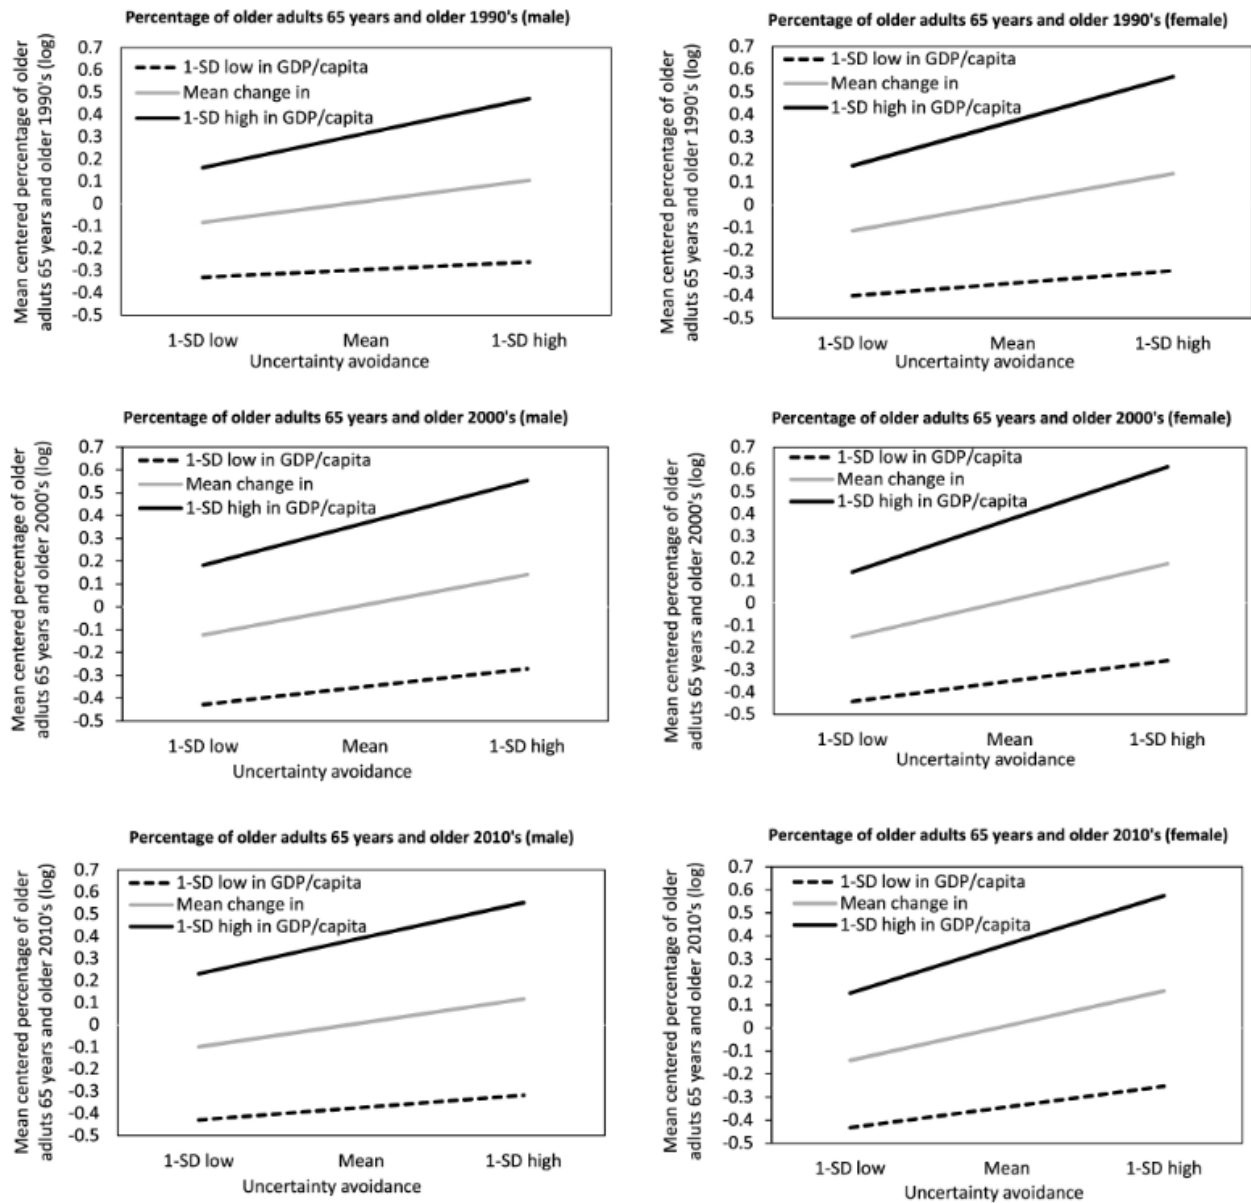 Percentage of older adults 65 years and older 1990's (male)
Mean centered percentage of older
adluts 65 years and older 1990's (log)
0.7
0.6
0.5
0.4
0.3
0.2
0.1
0
-0.1
-0.2
-0.3
-0.4
-0.5
1-SD low in GDP/capita
Mean change in
1-SD high in GDP/capita
1-SD low Mean 1-SD high
Uncertainty avoidance
Percentage of older adults 65 years and older 1990's (female)
Mean centered percentage of older
adluts 65 years and older 1990's (log)
0.7
0.6
0.5
0.4
0.3
0.2
0.1
0
-0.1
-0.2
-0.3
-0.4
-0.5
1-SD low in GDP/capita
Mean change in
1-SD high in GDP/capita
1-SD low Mean 1-SD high
Uncertainty avoidance
Percentage of older adults 65 years and older 2000's (male)
Mean centered percentage of older
adluts 65 years and older 2000's (log)
0.7
0.6
0.5
0.4
0.3
0.2
0.1
0
-0.1
-0.2
-0.3
-0.4
-0.5
1-SD low in GDP/capita
Mean change in
1-SD high in GDP/capita
1-SD low Mean 1-SD high
Uncertainty avoidance
Percentage of older adults 65 years and older 2000's (female)
Mean centered percentage of older
adluts 65 years and older 2000's (log)
0.7
0.6
0.5
0.4
0.3
0.2
0.1
0
-0.1
-0.2
-0.3
-0.4
-0.5
1-SD low in GDP/capita
Mean change in
1-SD high in GDP/capita
1-SD low Mean 1-SD high
Uncertainty avoidance
Percentage of older adults 65 years and older 2010's (male)
Mean centered percentage of older
adluts 65 years and older 2010's (log)
0.7
0.6
0.5
0.4
0.3
0.2
0.1
0
-0.1
-0.2
-0.3
-0.4
-0.5
1-SD low in GDP/capita
Mean change in
1-SD high in GDP/capita
1-SD low Mean 1-SD high
Uncertainty avoidance
Percentage of older adults 65 years and older 2010's (female)
Mean centered percentage of older
adluts 65 years and older 2010's (log)
0.7
0.6
0.5
0.4
0.3
0.2
0.1
0
-0.1
-0.2
-0.3
-0.4
-0.5
1-SD low in GDP/capita
Mean change in
1-SD high in GDP/capita
1-SD low Mean 1-SD high
Uncertainty avoidance